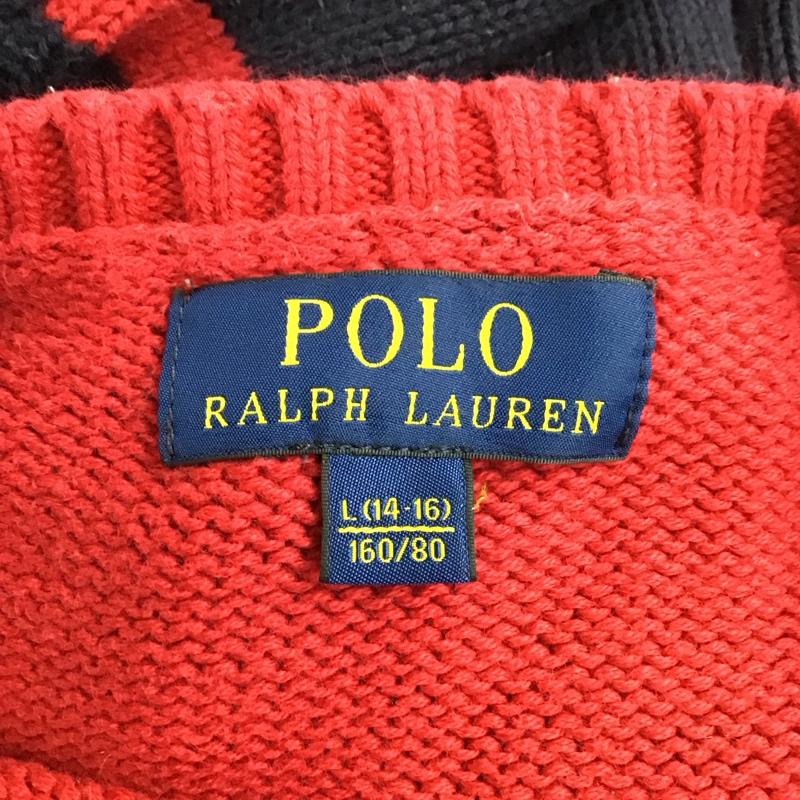 POLO
RALPH LAUREN
L (14-16)
160/80